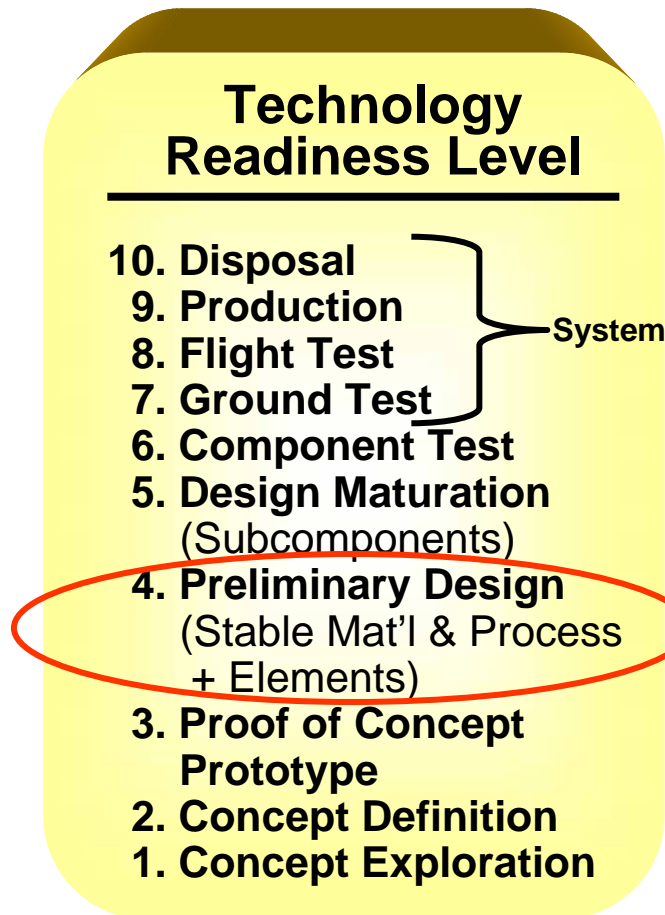 Technology
Readiness Level
10. Disposal
9. Production
8. Flight Test
7. Ground Test
System
6. Component Test
5. Design Maturation
(Subcomponents)
4. Preliminary Design
(Stable Mat’l & Process
+ Elements)
3. Proof of Concept
Prototype
2. Concept Definition
1. Concept Exploration